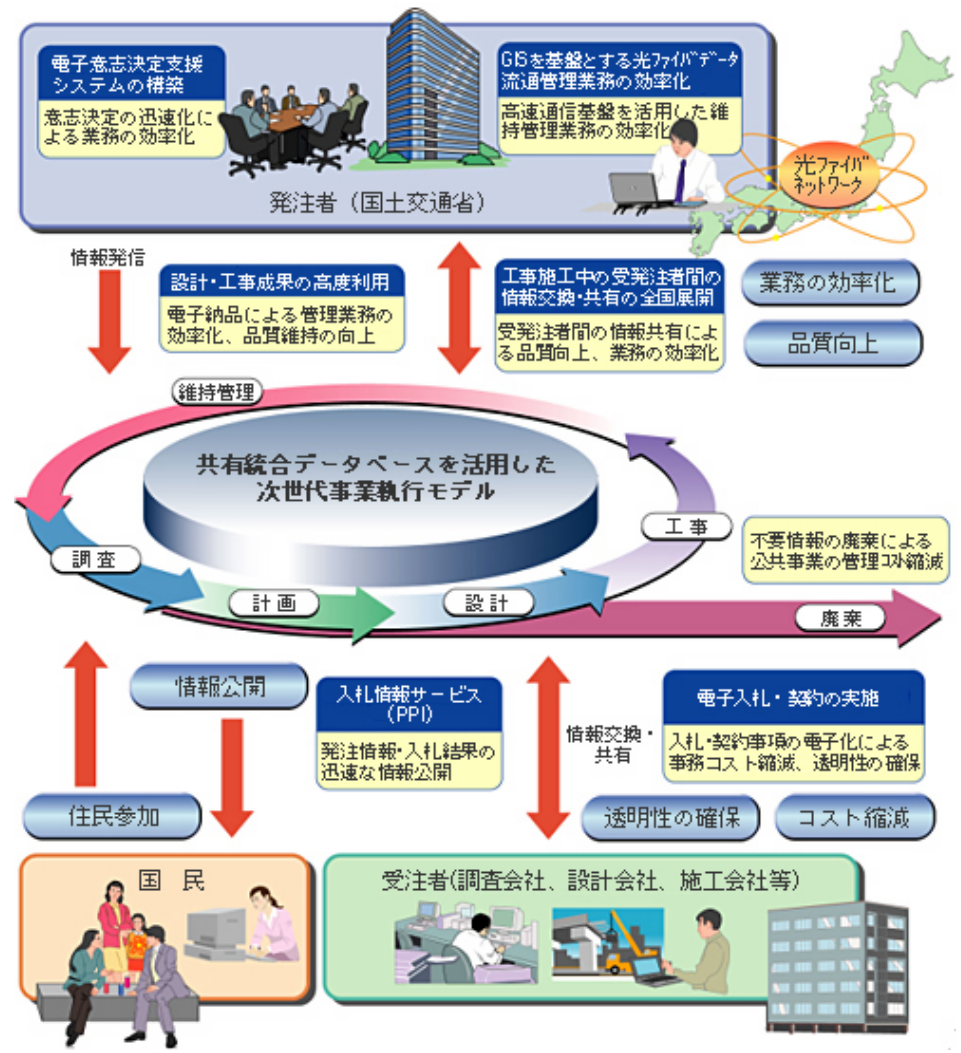 電子意志決定支援
システムの構築
意志決定の迅速化に
よる業務の効率化
GISを基盤とする光ファイバデータ
流通管理業務の効率化
高速通信基盤を活用した維
持管理業務の効率化
光ファイバ
ネットワーク
発注者（国土交通省）
情報発信
設計・工事成果の高度利用
電子納品による管理業務の
効率化、品質維持の向上
工事施工中の受発注者間の
情報交換・共有の全国展開
受発注者間の情報共有によ
る品質向上、業務の効率化
業務の効率化
品質向上
維持管理
共有統合データベースを活用した
次世代事業執行モデル
工事
調査
計画
設計
不要情報の廃棄による
公共事業の管理コスト縮減
廃棄
情報公開
入札情報サービス
(PPI)
発注情報・入札結果の
迅速な情報公開
情報交換・
共有
電子入札・契約の実施
入札・契約事項の電子化による
事務コスト縮減、透明性の確保
住民参加
透明性の確保
コスト縮減
国民
受注者(調査会社、設計会社、施工会社等)